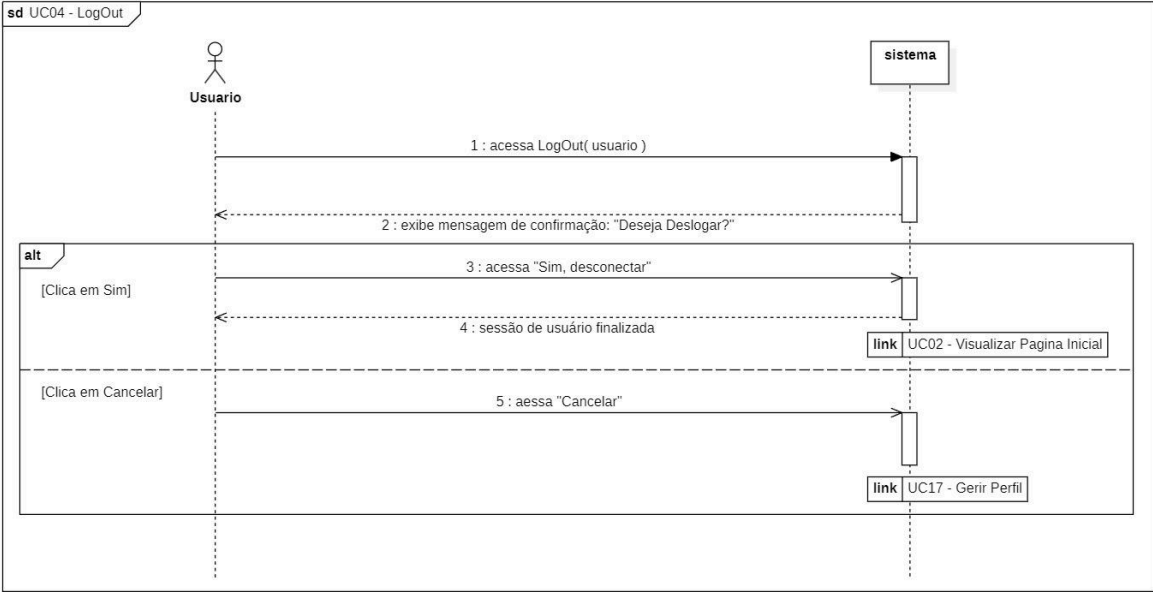 sd UC04 - LogOut
sistema
Usuario
1 : acessa LogOut( usuario )
2 : exibe mensagem de confirmação: "Deseja Deslogar?"
alt
3 : acessa "Sim, desconectar"
[Clica em Sim]
4 : sessão de usuário finalizada
link UC02 - Visualizar Pagina Inicial
[Clica em Cancelar]
5 : aessa "Cancelar"
link UC17 - Gerir Perfil